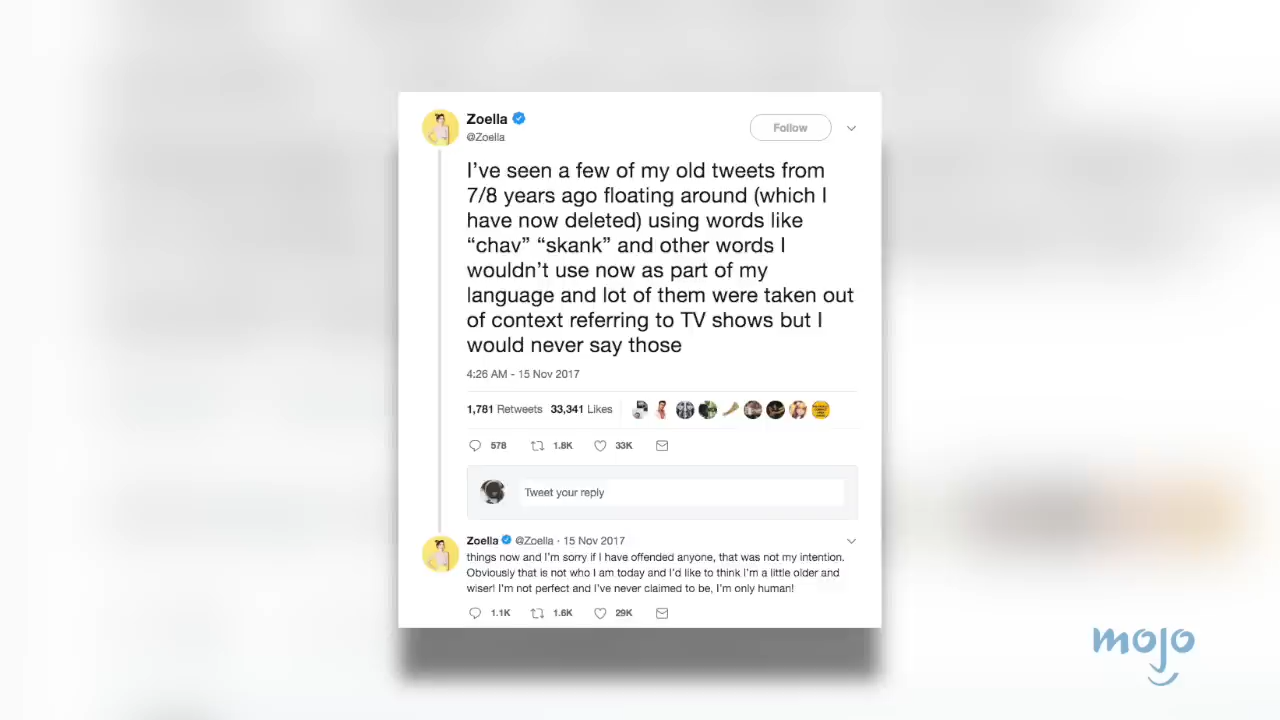 Zoella
@Zoella
Follow
I've seen a few of my old tweets from
7/8 years ago floating around (which I
have now deleted) using words like
“chav” “skank” and other words I
wouldn't use now as part of my
language and lot of them were taken out
of context referring to TV shows but I
would never say those
4:26 AM - 15 Nov 2017
1,781 Retweets 33,341 Likes
578 1.8K 33K
Tweet your reply
Zoella @Zoella · 15 Nov 2017
things now and I'm sorry if I have offended anyone, that was not my intention.
Obviously that is not who I am today and I'd like to think I'm a little older and
wiser! I'm not perfect and I've never claimed to be, I'm only human!
1.1K 1.6K 29K
mojo